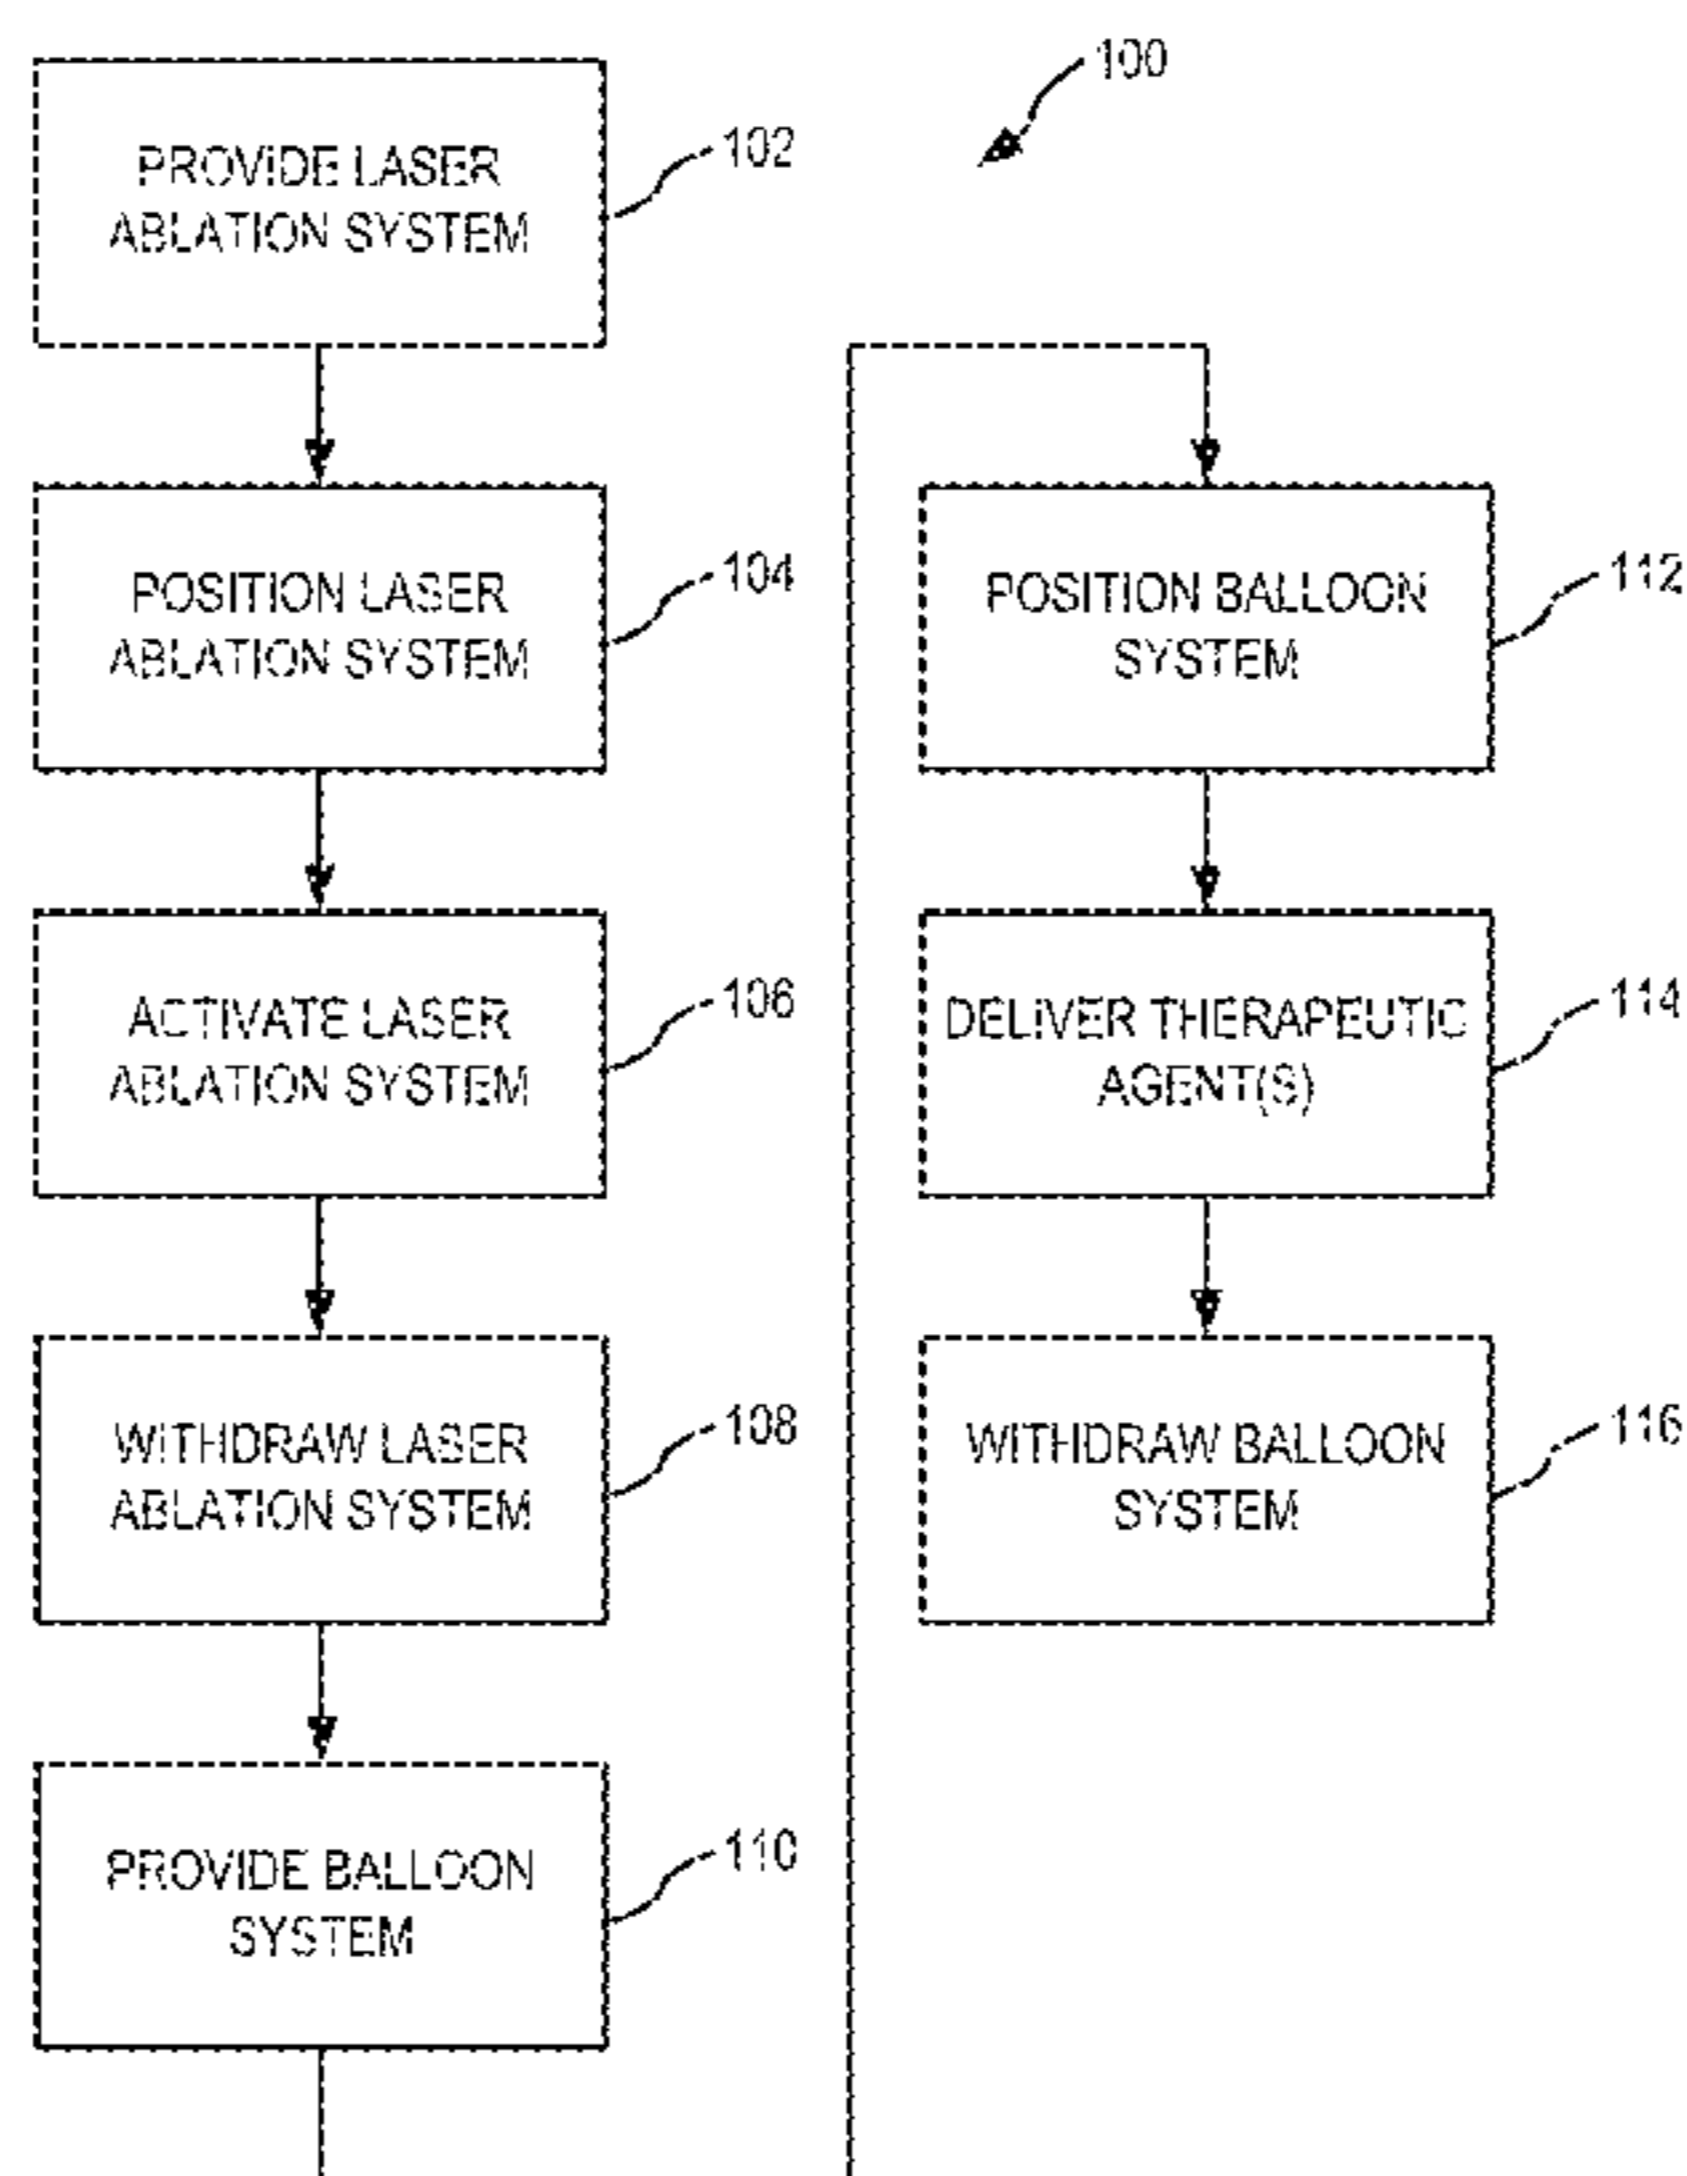 100
PROVIDE LASER
ABLATION SYSTEM
102
POSITION LASER
ABLATION SYSTEM
104
ACTIVATE LASER
ABLATION SYSTEM
106
WITHDRAW LASER
ABLATION SYSTEM
108
PROVIDE BALLOON
SYSTEM
110
POSITION BALLOON
SYSTEM
112
DELIVER THERAPEUTIC
AGENT(S)
114
WITHDRAW BALLOON
SYSTEM
116